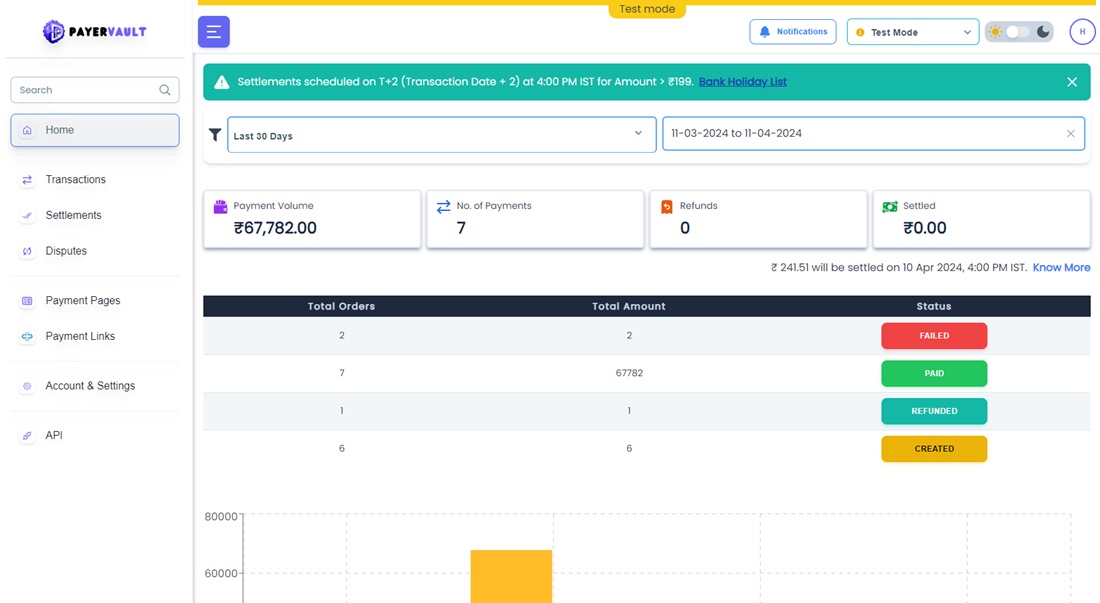 Test mode
PAYERVAULT
Notifications
Test Mode
H
Settlements scheduled on T+2 (Transaction Date + 2) at 4:00 PM IST for Amount > ₹199. Bank Holiday List
Search
Home
Transactions
Settlements
Disputes
Payment Pages
Payment Links
Account & Settings
API
Last 30 Days
11-03-2024 to 11-04-2024
Payment Volume
₹67,782.00
No. of Payments
7
Refunds
0
Settled
₹0.00
₹ 241.51 will be settled on 10 Apr 2024, 4:00 PM IST. Know More
Total Orders Total Amount Status
2 2 FAILED
7 67782 PAID
1 1 REFUNDED
6 6 CREATED
80000
60000